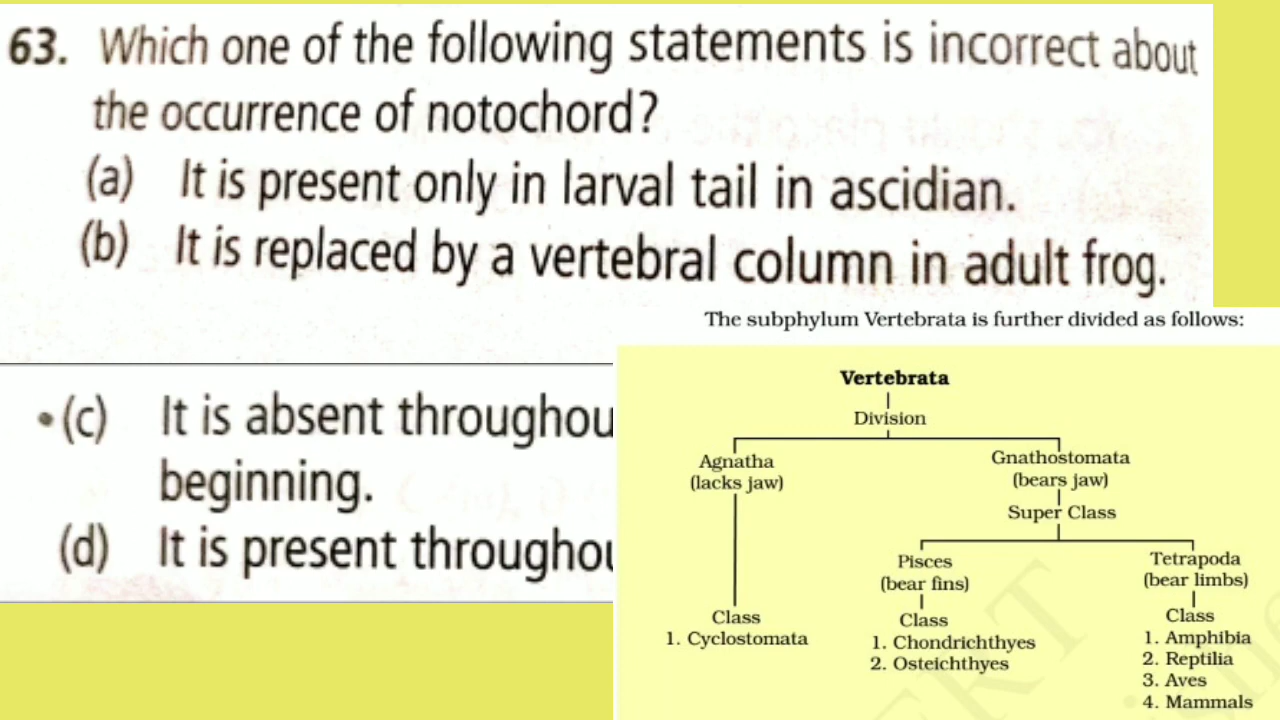 63. Which one of the following statements is incorrect about
the occurrence of notochord?
(a) It is present only in larval tail in ascidian.
(b) It is replaced by a vertebral column in adult frog.
•(c) It is absent throughou
beginning.
(d) It is present throughou
The subphylum Vertebrata is further divided as follows:
Vertebrata
Division
Agnatha
(lacks jaw)
Gnathostomata
(bears jaw)
Super Class
Pisces
(bear fins)
Tetrapoda
(bear limbs)
Class
1. Cyclostomata
Class
1. Chondrichthyes
2. Osteichthyes
Class
1. Amphibia
2. Reptilia
3. Aves
4. Mammals